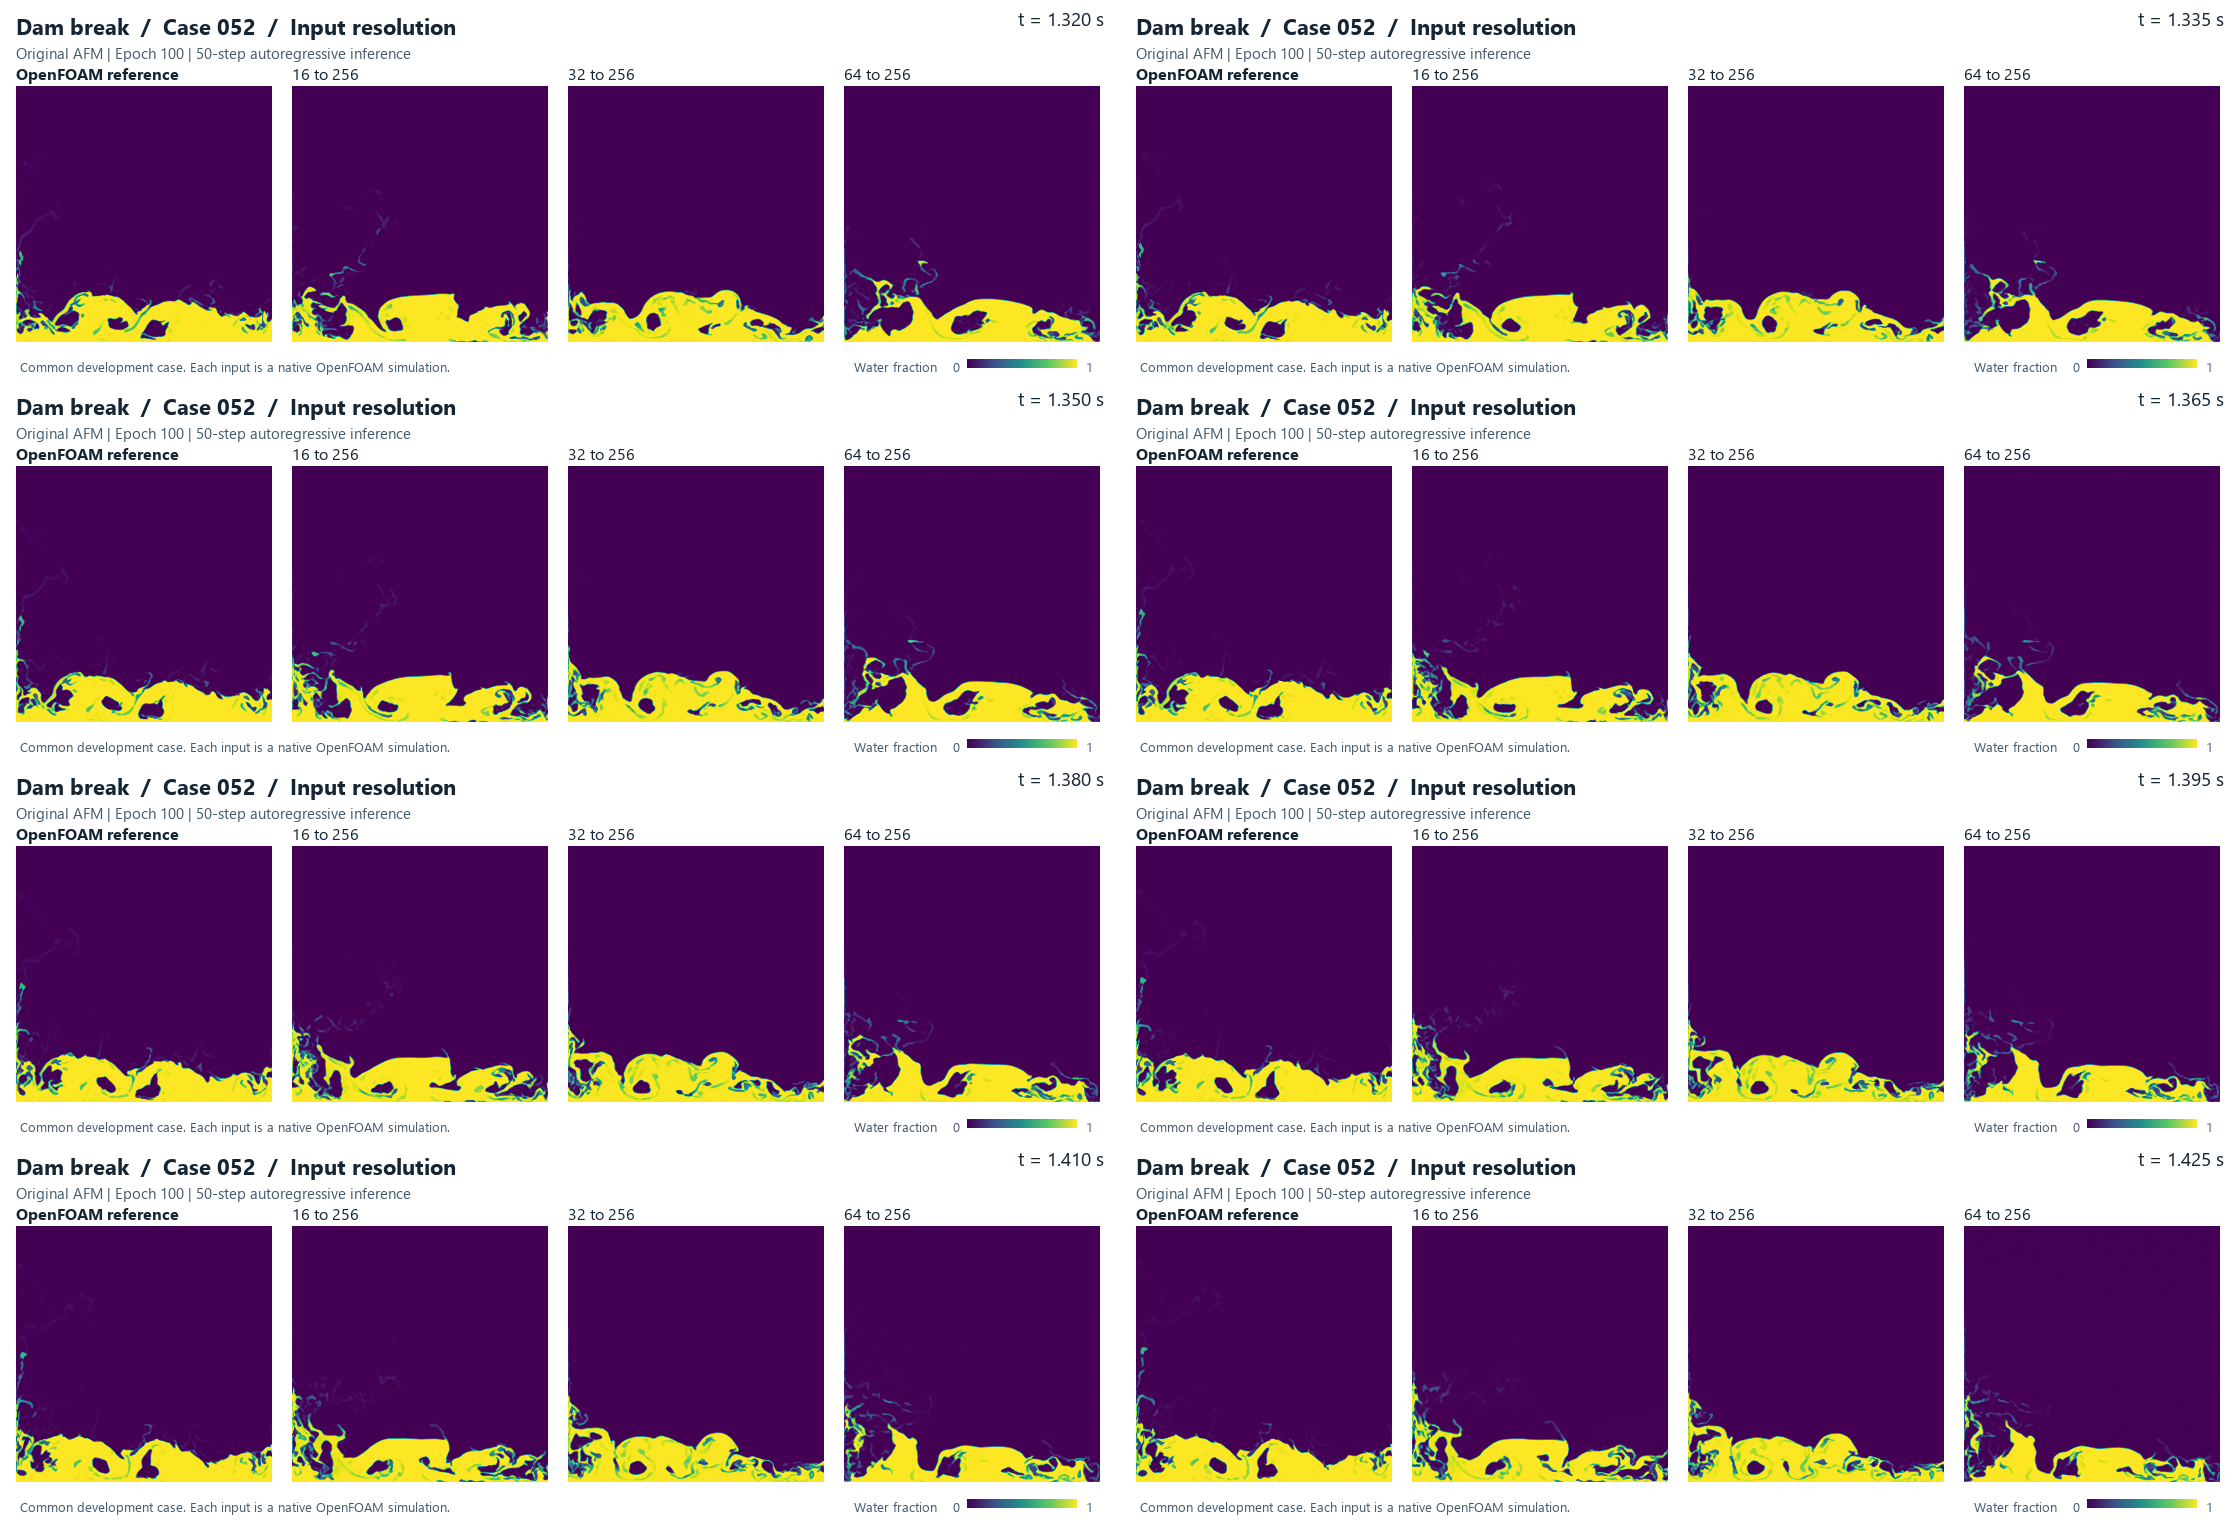 Dam break / Case 052 / Input resolution
t = 1.320 s
Original AFM | Epoch 100 | 50-step autoregressive inference
OpenFOAM reference
16 to 256
32 to 256
64 to 256
Common development case. Each input is a native OpenFOAM simulation.
Water fraction 0 1
Dam break / Case 052 / Input resolution
t = 1.335 s
Original AFM | Epoch 100 | 50-step autoregressive inference
OpenFOAM reference
16 to 256
32 to 256
64 to 256
Common development case. Each input is a native OpenFOAM simulation.
Water fraction 0 1
Dam break / Case 052 / Input resolution
t = 1.350 s
Original AFM | Epoch 100 | 50-step autoregressive inference
OpenFOAM reference
16 to 256
32 to 256
64 to 256
Common development case. Each input is a native OpenFOAM simulation.
Water fraction 0 1
Dam break / Case 052 / Input resolution
t = 1.365 s
Original AFM | Epoch 100 | 50-step autoregressive inference
OpenFOAM reference
16 to 256
32 to 256
64 to 256
Common development case. Each input is a native OpenFOAM simulation.
Water fraction 0 1
Dam break / Case 052 / Input resolution
t = 1.380 s
Original AFM | Epoch 100 | 50-step autoregressive inference
OpenFOAM reference
16 to 256
32 to 256
64 to 256
Common development case. Each input is a native OpenFOAM simulation.
Water fraction 0 1
Dam break / Case 052 / Input resolution
t = 1.395 s
Original AFM | Epoch 100 | 50-step autoregressive inference
OpenFOAM reference
16 to 256
32 to 256
64 to 256
Common development case. Each input is a native OpenFOAM simulation.
Water fraction 0 1
Dam break / Case 052 / Input resolution
t = 1.410 s
Original AFM | Epoch 100 | 50-step autoregressive inference
OpenFOAM reference
16 to 256
32 to 256
64 to 256
Common development case. Each input is a native OpenFOAM simulation.
Water fraction 0 1
Dam break / Case 052 / Input resolution
t = 1.425 s
Original AFM | Epoch 100 | 50-step autoregressive inference
OpenFOAM reference
16 to 256
32 to 256
64 to 256
Common development case. Each input is a native OpenFOAM simulation.
Water fraction 0 1